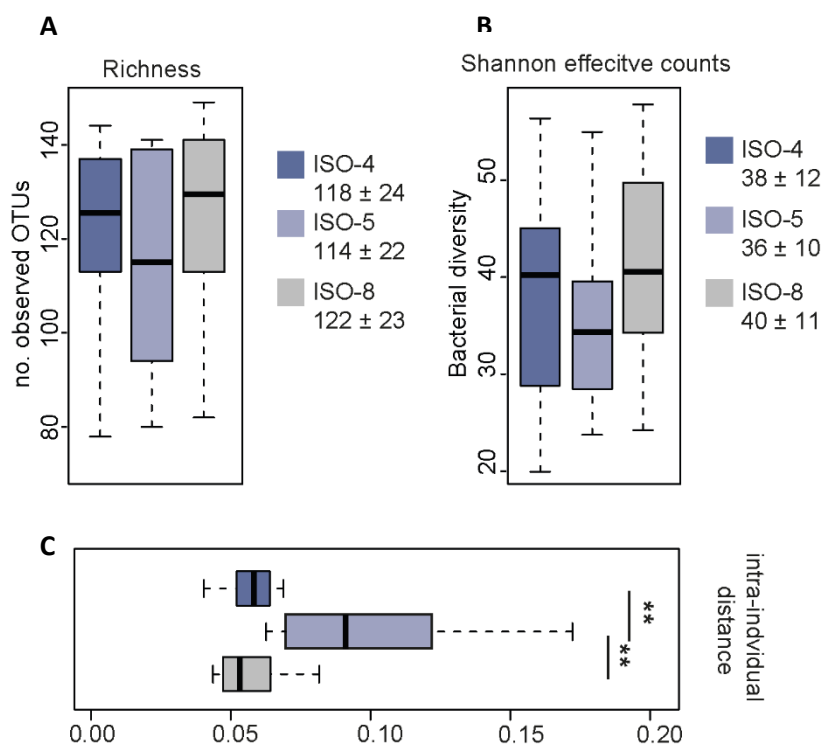 A
Richness
no. observed OTUs
140
120
100
80
ISO-4
118 ± 24
ISO-5
114 ± 22
ISO-8
122 ± 23
B
Shannon effecitve counts
Bacterial diversity
50
40
30
20
ISO-4
38 ± 12
ISO-5
36 ± 10
ISO-8
40 ± 11
C
**
**
intra-indvidual
distance
0.00 0.05 0.10 0.15 0.20